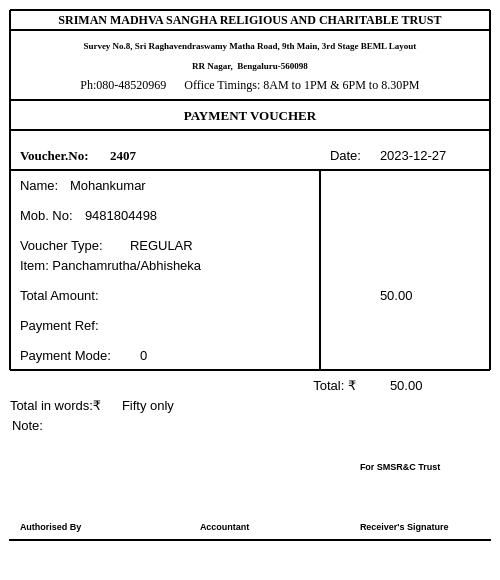 SRIMAN MADHVA SANGHA RELIGIOUS AND CHARITABLE TRUST
Survey No.8, Sri Raghavendraswamy Matha Road, 9th Main, 3rd Stage BEML Layout
RR Nagar, Bengaluru-560098
Ph:080-48520969 Office Timings: 8AM to 1PM & 6PM to 8.30PM
PAYMENT VOUCHER
Voucher.No: 2407 Date: 2023-12-27
Name: Mohankumar
Mob. No: 9481804498
Voucher Type: REGULAR
Item: Panchamrutha/Abhisheka
Total Amount: 50.00
Payment Ref:
Payment Mode: 0
Total: ₹ 50.00
Total in words:₹ Fifty only
Note:
For SMSR&C Trust
Authorised By Accountant Receiver's Signature